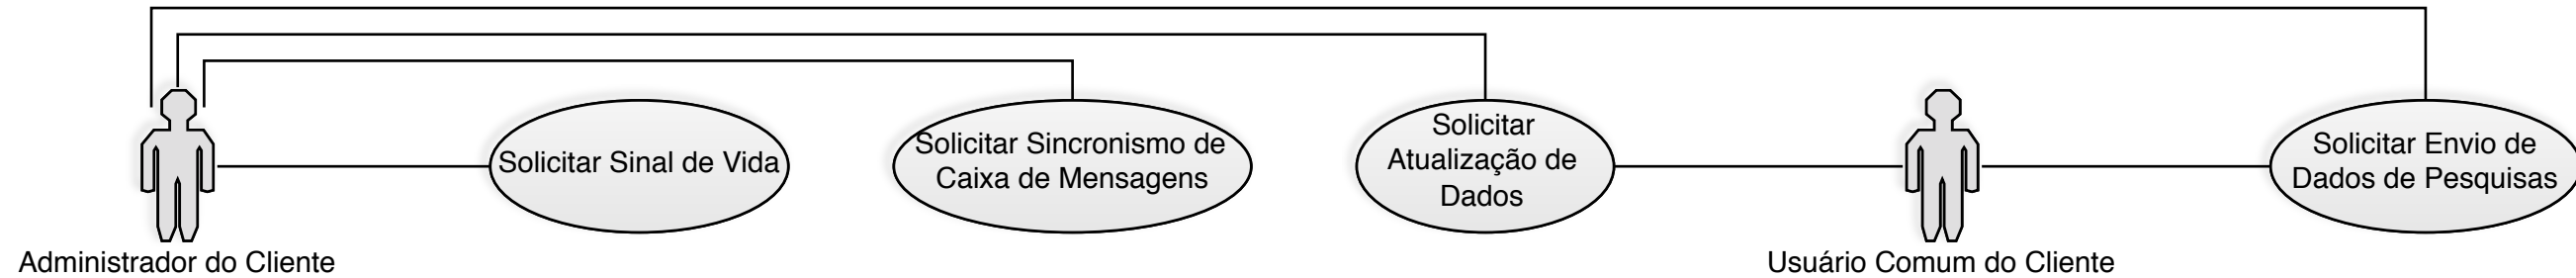 Solicitar Sinal de Vida
Solicitar Sincronismo de
Caixa de Mensagens
Solicitar
Atualização de
Dados
Solicitar Envio de
Dados de Pesquisas
Administrador do Cliente
Usuário Comum do Cliente